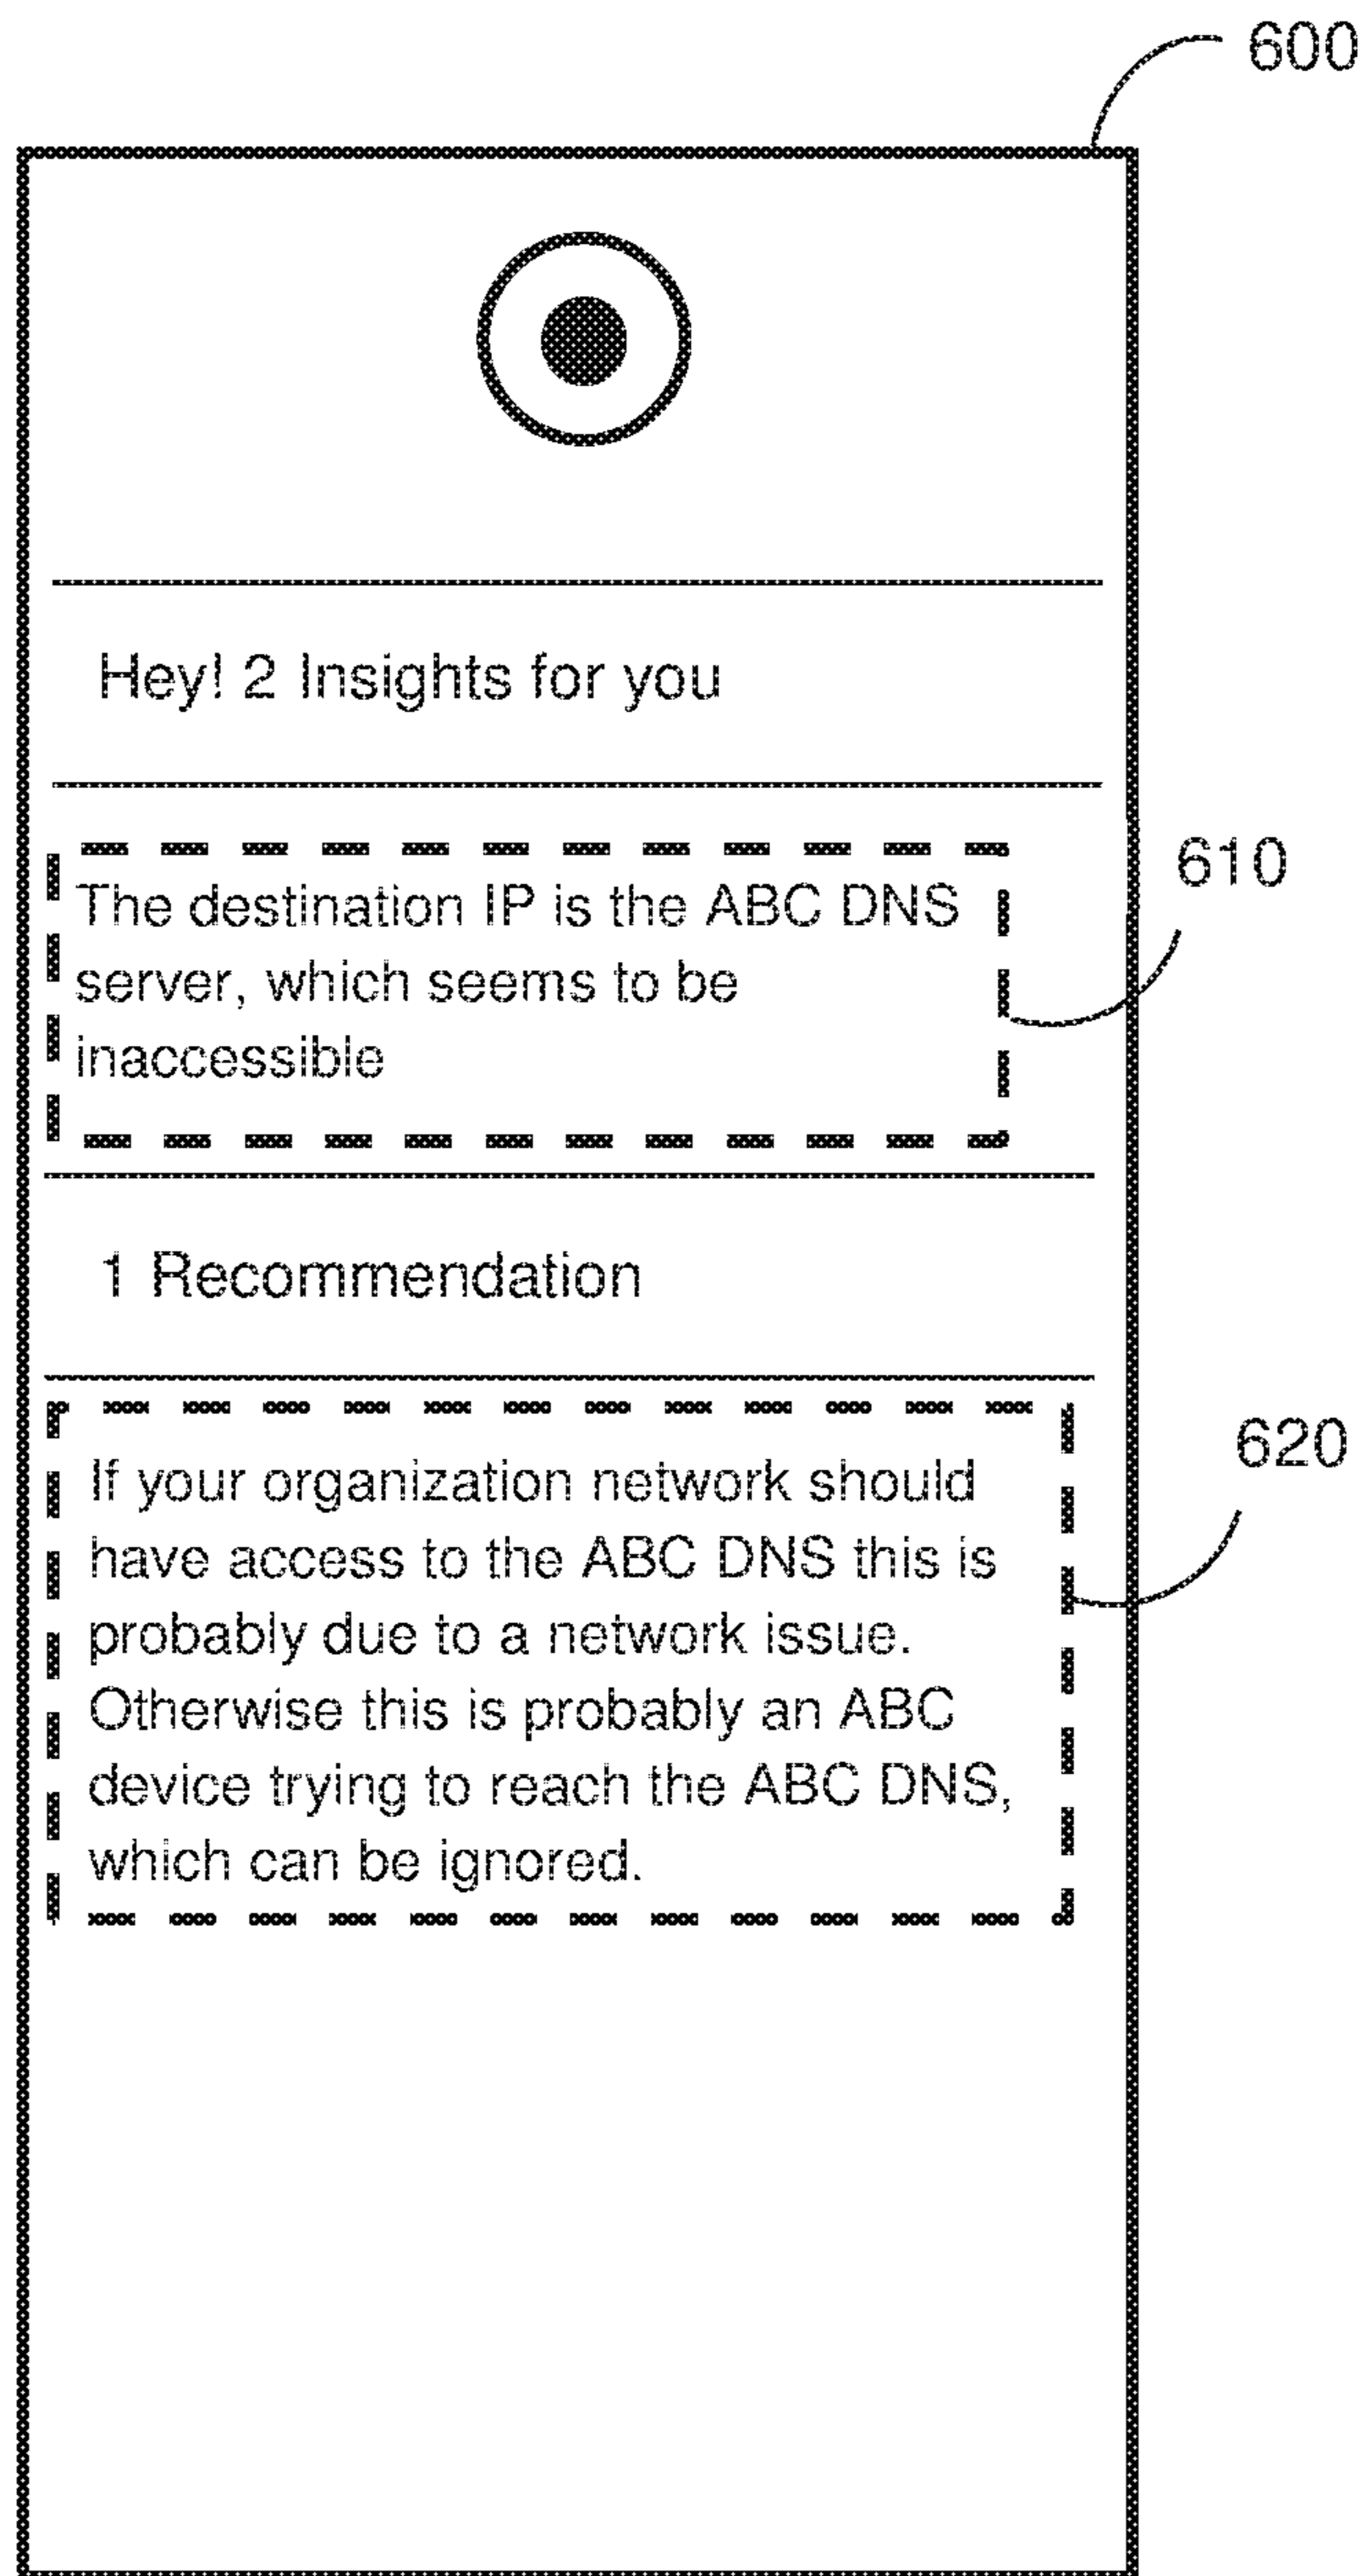 600
Hey! 2 Insights for you
610
The destination IP is the ABC DNS
server, which seems to be
inaccessible
1 Recommendation
620
If your organization network should
have access to the ABC DNS this is
probably due to a network issue.
Otherwise this is probably an ABC
device trying to reach the ABC DNS,
which can be ignored.